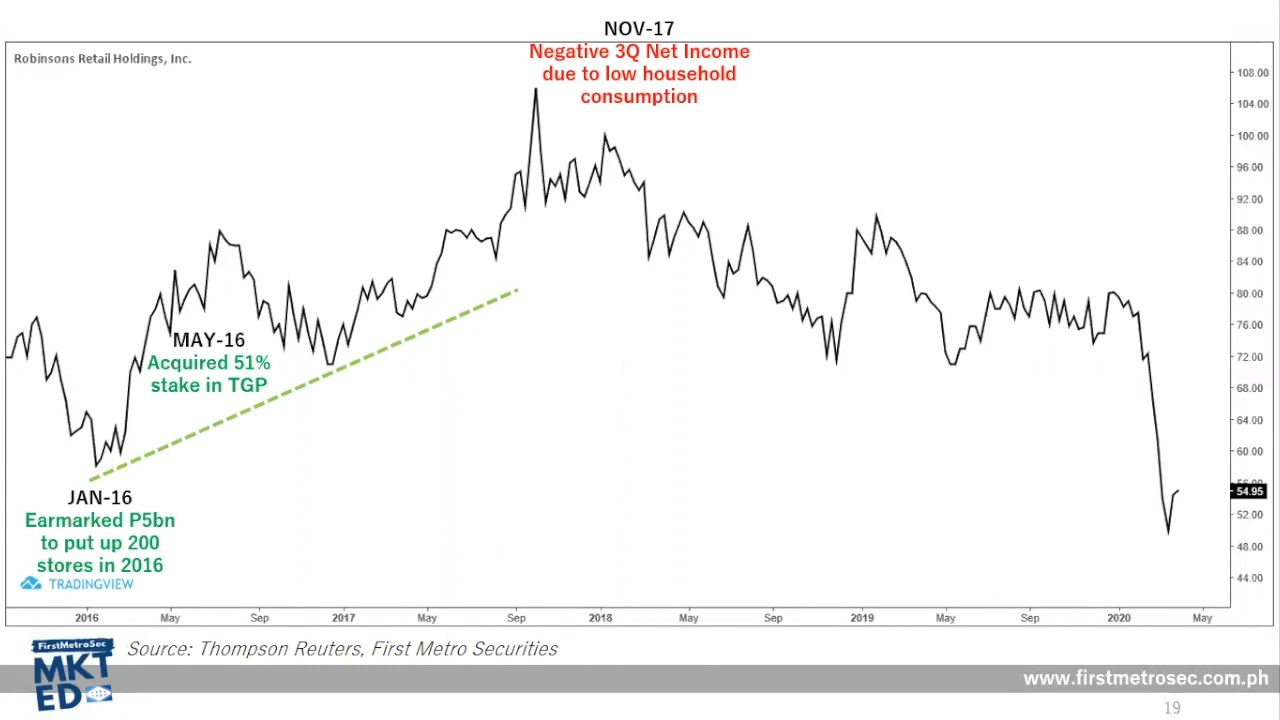 NOV-17
Negative 3Q Net Income
due to low household
consumption
Robinsons Retail Holdings, Inc.
108.00
104.00
100.00
96.00
92.00
88.00
84.00
80.00
76.00
72.00
68.00
64.00
60.00
56.00
54.95
52.00
48.00
44.00
MAY-16
Acquired 51%
stake in TGP
JAN-16
Earmarked P5bn
to put up 200
stores in 2016
TRADINGVIEW
2016 May Sep 2017 May Sep 2018 May Sep 2019 May Sep 2020 May
FirstMetroSec
MKT
ED
Source: Thompson Reuters, First Metro Securities
www.firstmetrosec.com.ph
19